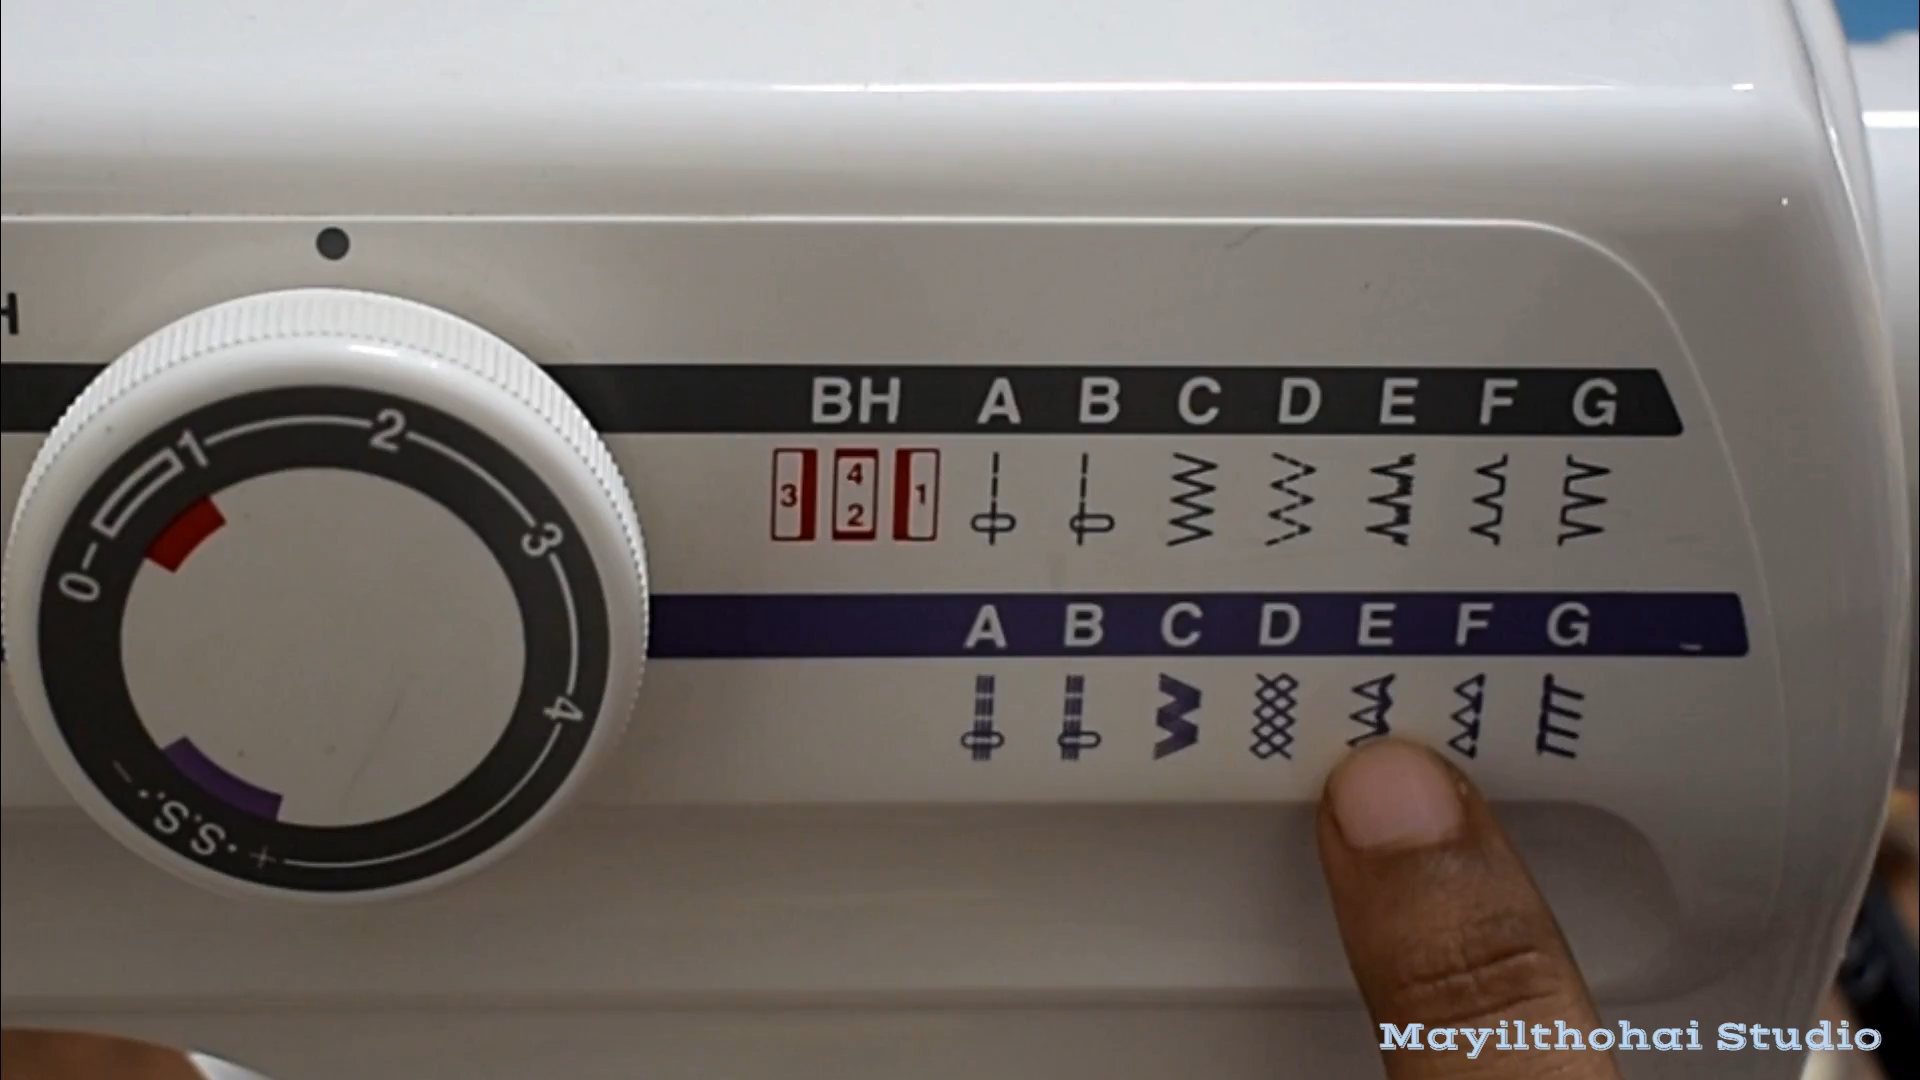 H
BH A B C D E F G
3 4 2 1
A B C D E F G
0 1 2 3 4
- .S.S. +
Mayilthohai Studio